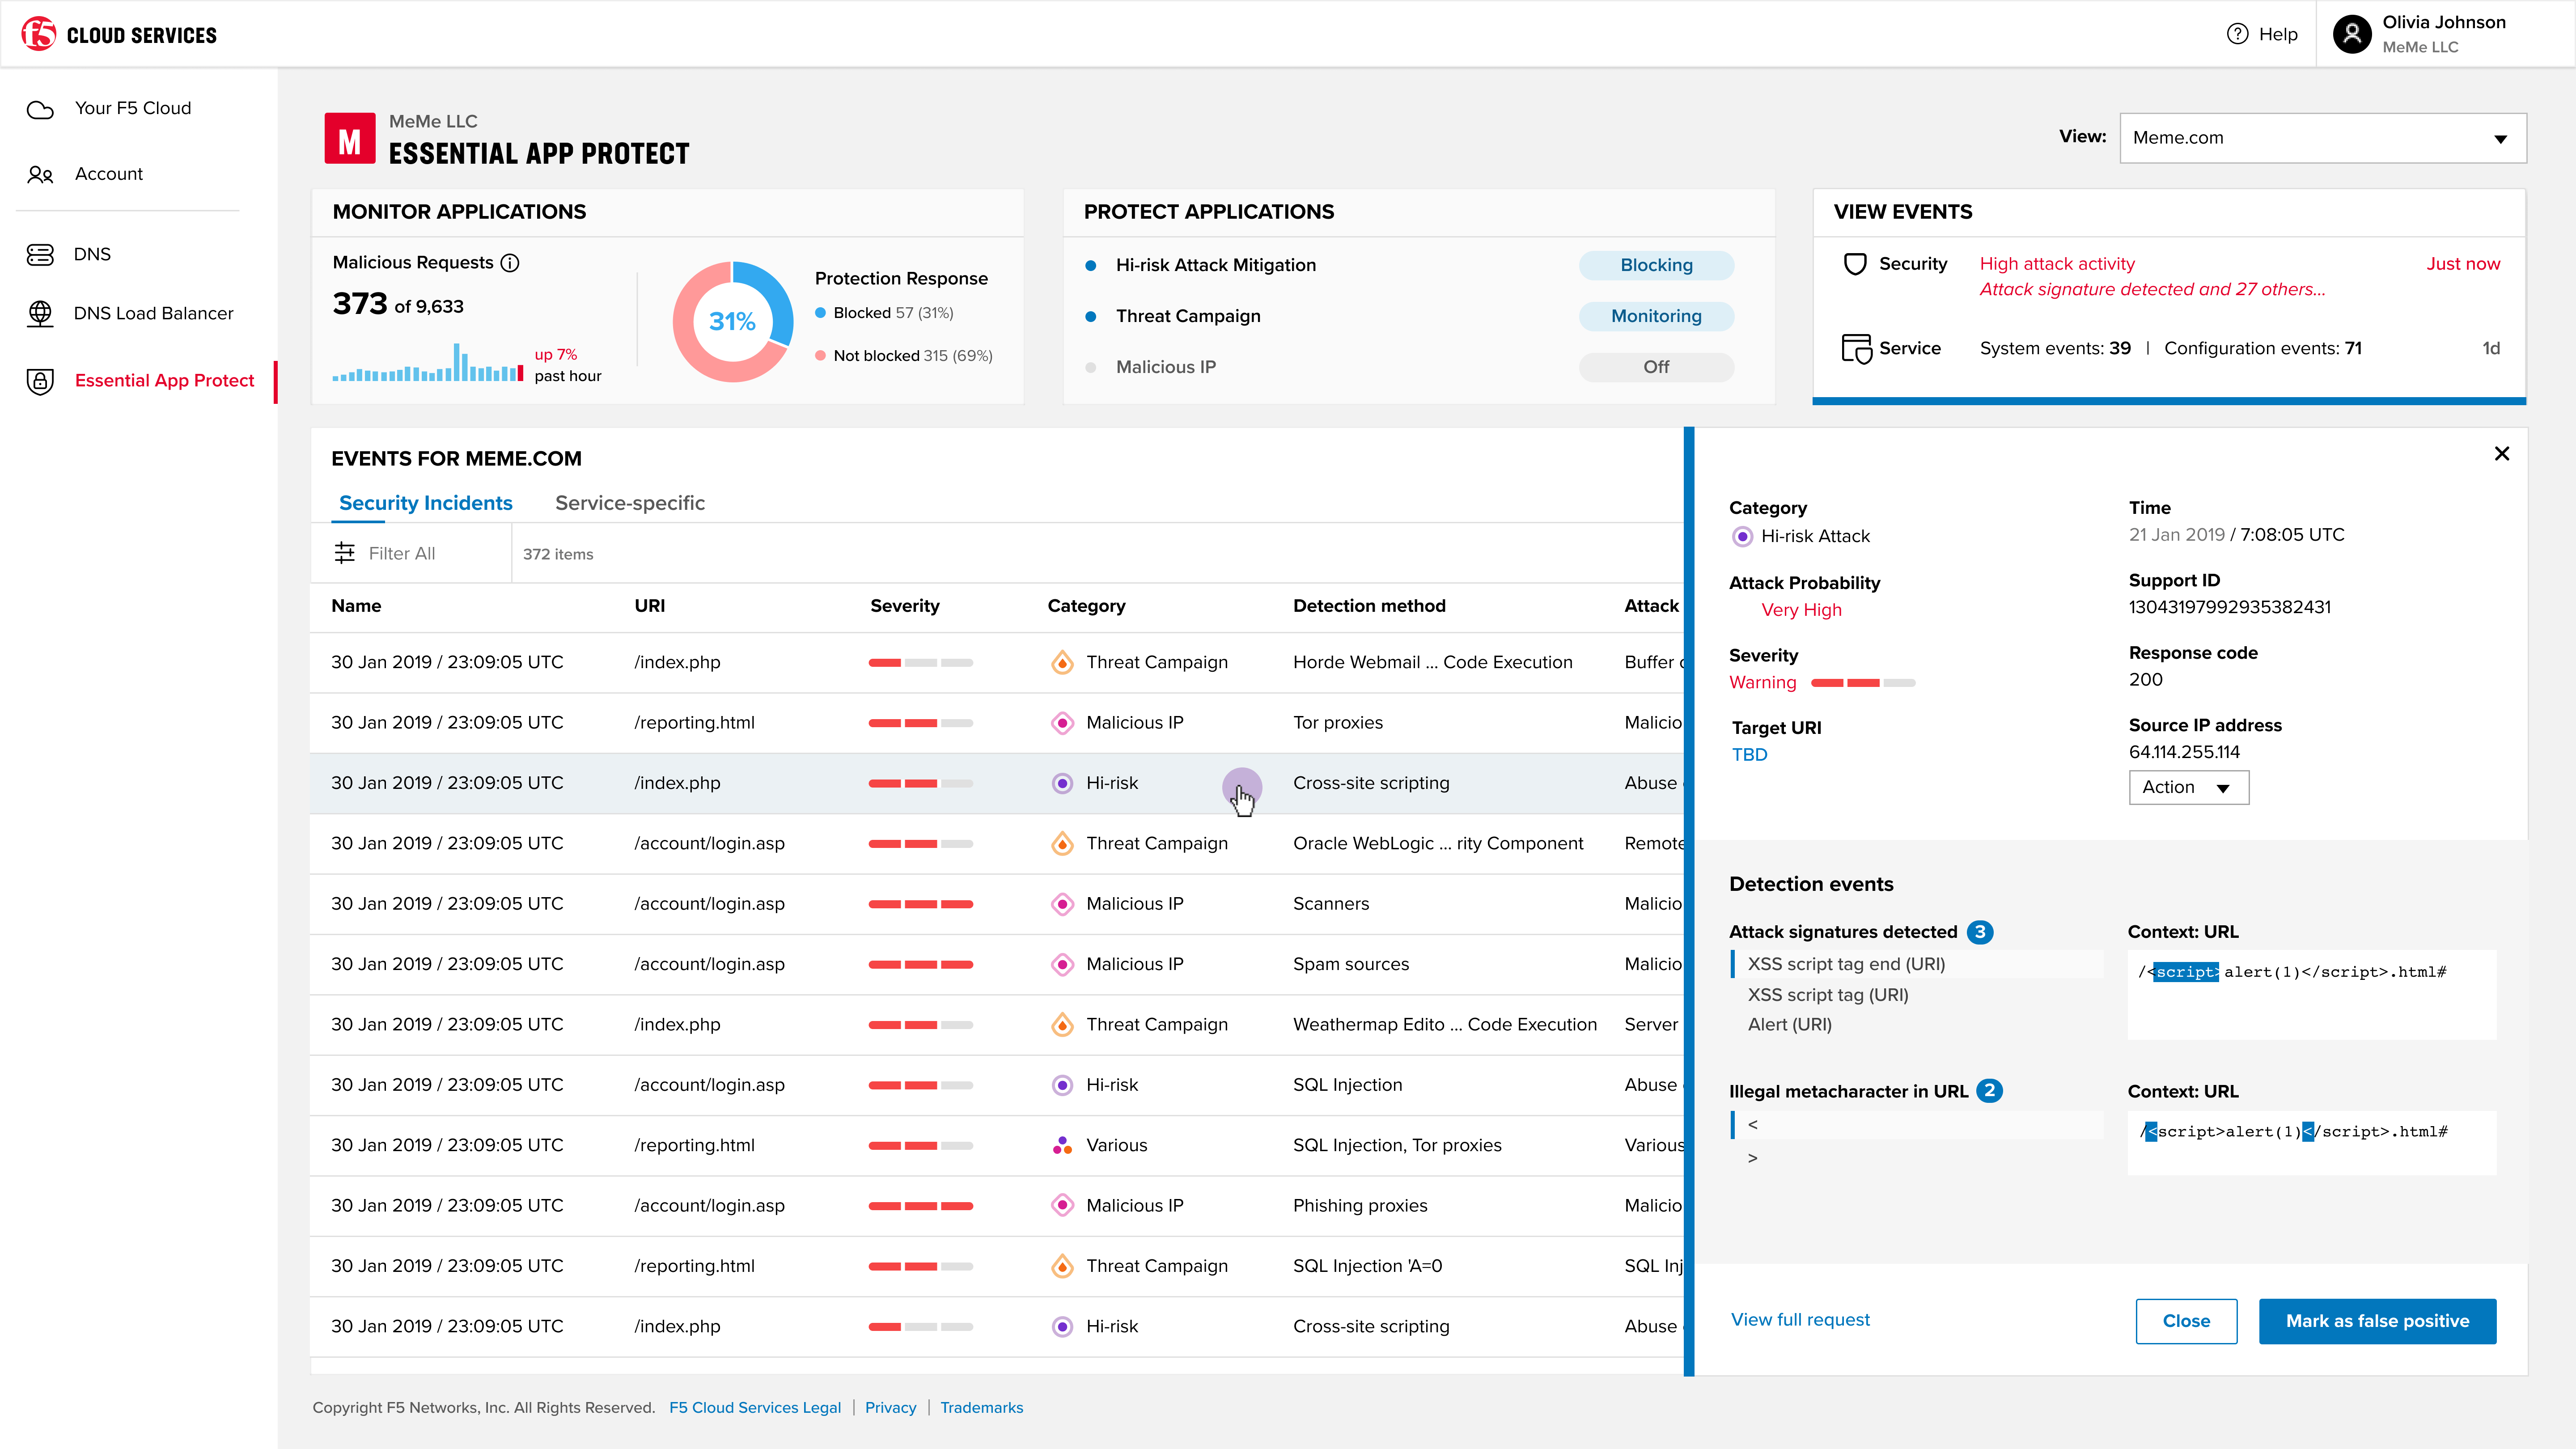 f5 CLOUD SERVICES
Help
Olivia Johnson
MeMe LLC
Your F5 Cloud
Account
DNS
DNS Load Balancer
Essential App Protect
M
MeMe LLC
ESSENTIAL APP PROTECT
View:
Meme.com
MONITOR APPLICATIONS
Malicious Requests
373 of 9,633
up 7%
past hour
31%
Protection Response
Blocked 57 (31%)
Not blocked 315 (69%)
PROTECT APPLICATIONS
Hi-risk Attack Mitigation Blocking
Threat Campaign Monitoring
Malicious IP Off
VIEW EVENTS
Security High attack activity Just now
Attack signature detected and 27 others...
Service System events: 39 | Configuration events: 71 1d
EVENTS FOR MEME.COM
Security Incidents Service-specific
Filter All 372 items
Name URI Severity Category Detection method Attack
30 Jan 2019 / 23:09:05 UTC /index.php Threat Campaign Horde Webmail ... Code Execution Buffer
30 Jan 2019 / 23:09:05 UTC /reporting.html Malicious IP Tor proxies Malicio
30 Jan 2019 / 23:09:05 UTC /index.php Hi-risk Cross-site scripting Abuse
30 Jan 2019 / 23:09:05 UTC /account/login.asp Threat Campaign Oracle WebLogic ... rity Component Remote
30 Jan 2019 / 23:09:05 UTC /account/login.asp Malicious IP Scanners Malicio
30 Jan 2019 / 23:09:05 UTC /account/login.asp Malicious IP Spam sources Malicio
30 Jan 2019 / 23:09:05 UTC /index.php Threat Campaign Weathermap Edito ... Code Execution Server
30 Jan 2019 / 23:09:05 UTC /account/login.asp Hi-risk SQL Injection Abuse
30 Jan 2019 / 23:09:05 UTC /reporting.html Various SQL Injection, Tor proxies Various
30 Jan 2019 / 23:09:05 UTC /account/login.asp Malicious IP Phishing proxies Malicio
30 Jan 2019 / 23:09:05 UTC /reporting.html Threat Campaign SQL Injection 'A=0 SQL Inj
30 Jan 2019 / 23:09:05 UTC /index.php Hi-risk Cross-site scripting Abuse
Category
Hi-risk Attack
Attack Probability
Very High
Severity
Warning
Target URI
TBD
Time
21 Jan 2019 / 7:08:05 UTC
Support ID
13043197992935382431
Response code
200
Source IP address
64.114.255.114
Action
Detection events
Attack signatures detected 3
XSS script tag end (URI)
XSS script tag (URI)
Alert (URI)
Context: URL
/<script>alert(1)</script>.html#
Illegal metacharacter in URL 2
<
>
Context: URL
/<script>alert(1)</script>.html#
View full request
Close
Mark as false positive
Copyright F5 Networks, Inc. All Rights Reserved. F5 Cloud Services Legal | Privacy | Trademarks